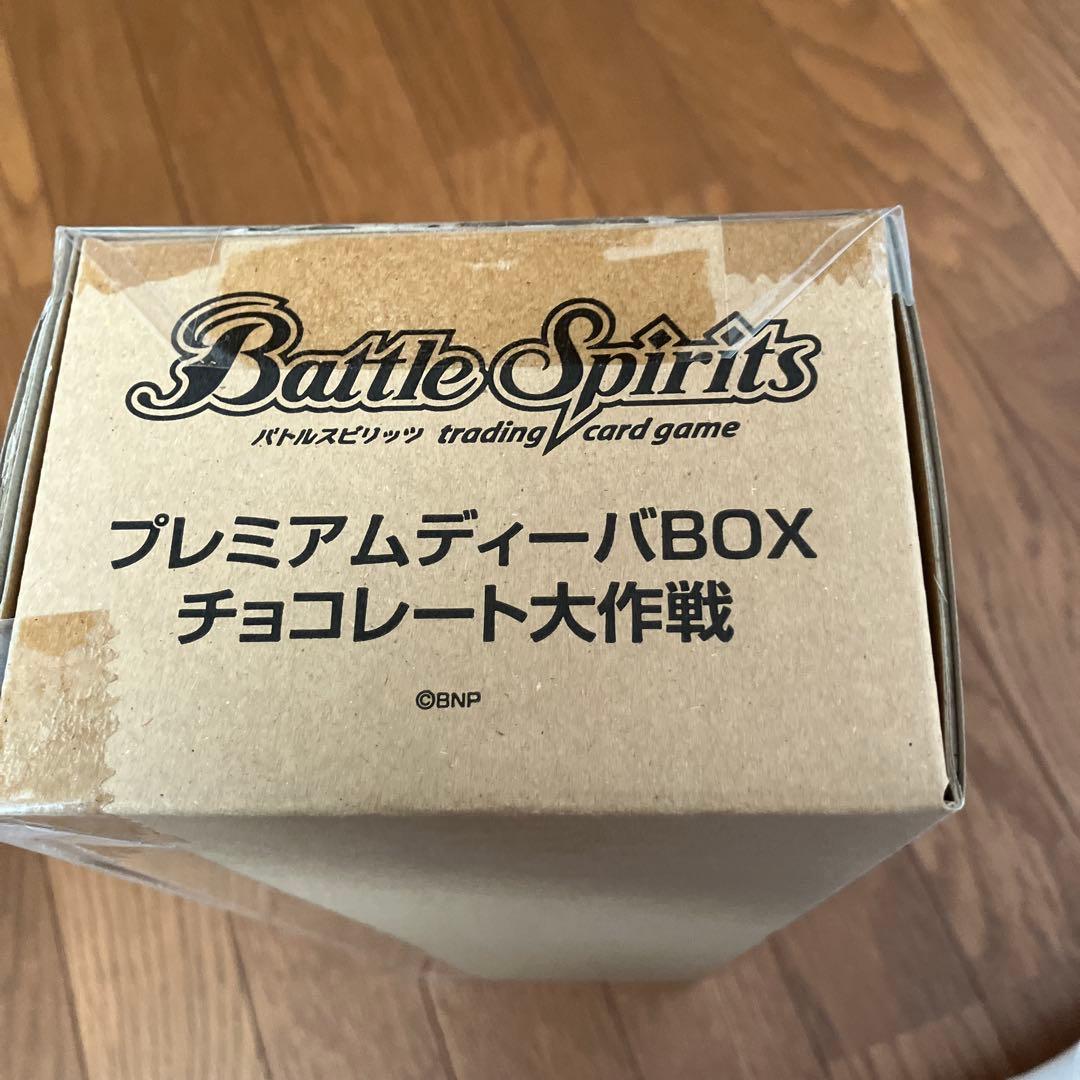 Battle Spirits
バトルスピリッツ trading card game
プレミアムディーバBOX
チョコレート大作戦
©BNP